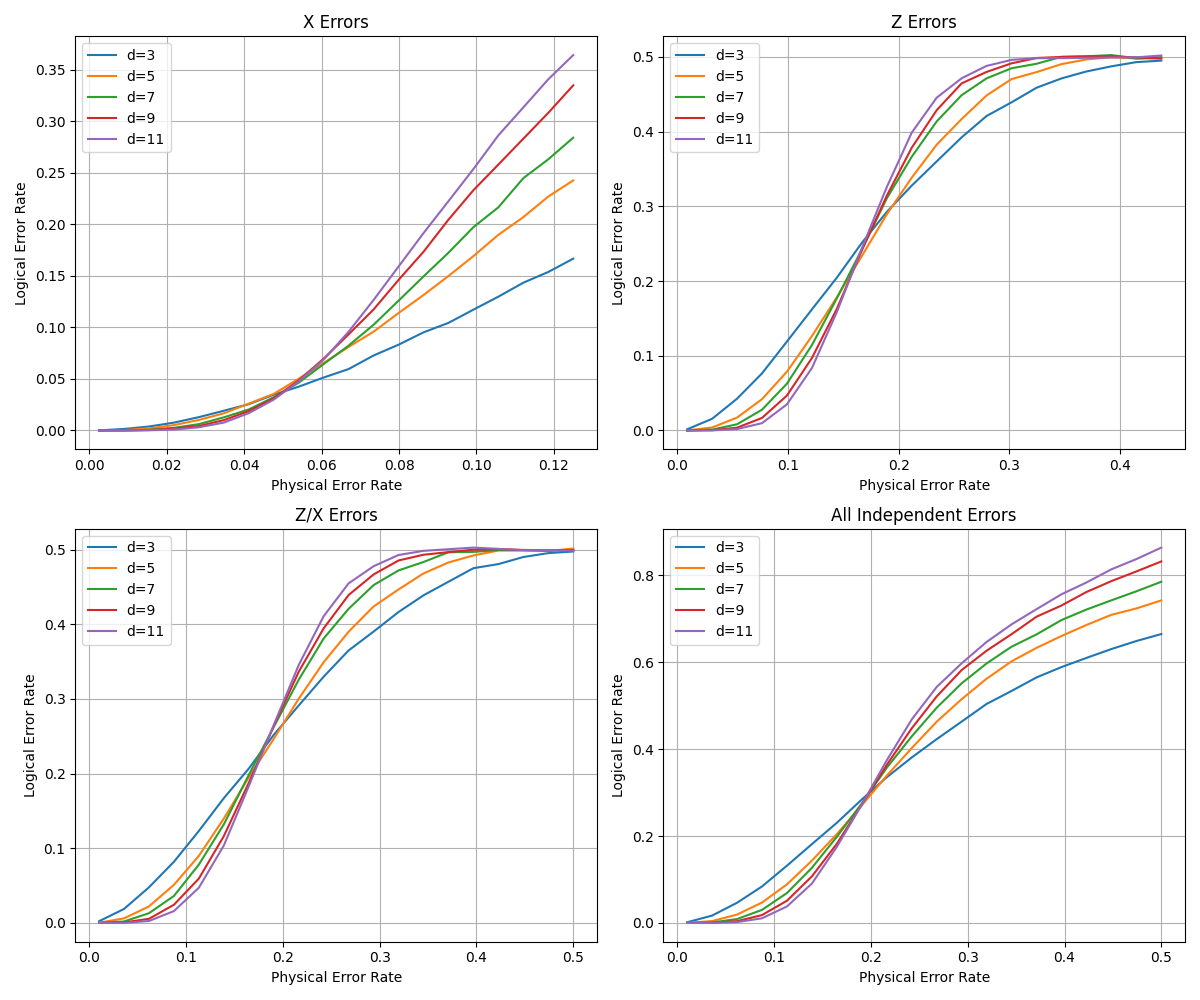 X Errors
d=3
d=5
d=7
d=9
d=11
Logical Error Rate
0.35
0.30
0.25
0.20
0.15
0.10
0.05
0.00
0.00 0.02 0.04 0.06 0.08 0.10 0.12
Physical Error Rate
Z Errors
d=3
d=5
d=7
d=9
d=11
Logical Error Rate
0.5
0.4
0.3
0.2
0.1
0.0
0.0 0.1 0.2 0.3 0.4
Physical Error Rate
Z/X Errors
d=3
d=5
d=7
d=9
d=11
Logical Error Rate
0.5
0.4
0.3
0.2
0.1
0.0
0.0 0.1 0.2 0.3 0.4 0.5
Physical Error Rate
All Independent Errors
d=3
d=5
d=7
d=9
d=11
Logical Error Rate
0.8
0.6
0.4
0.2
0.0
0.0 0.1 0.2 0.3 0.4 0.5
Physical Error Rate